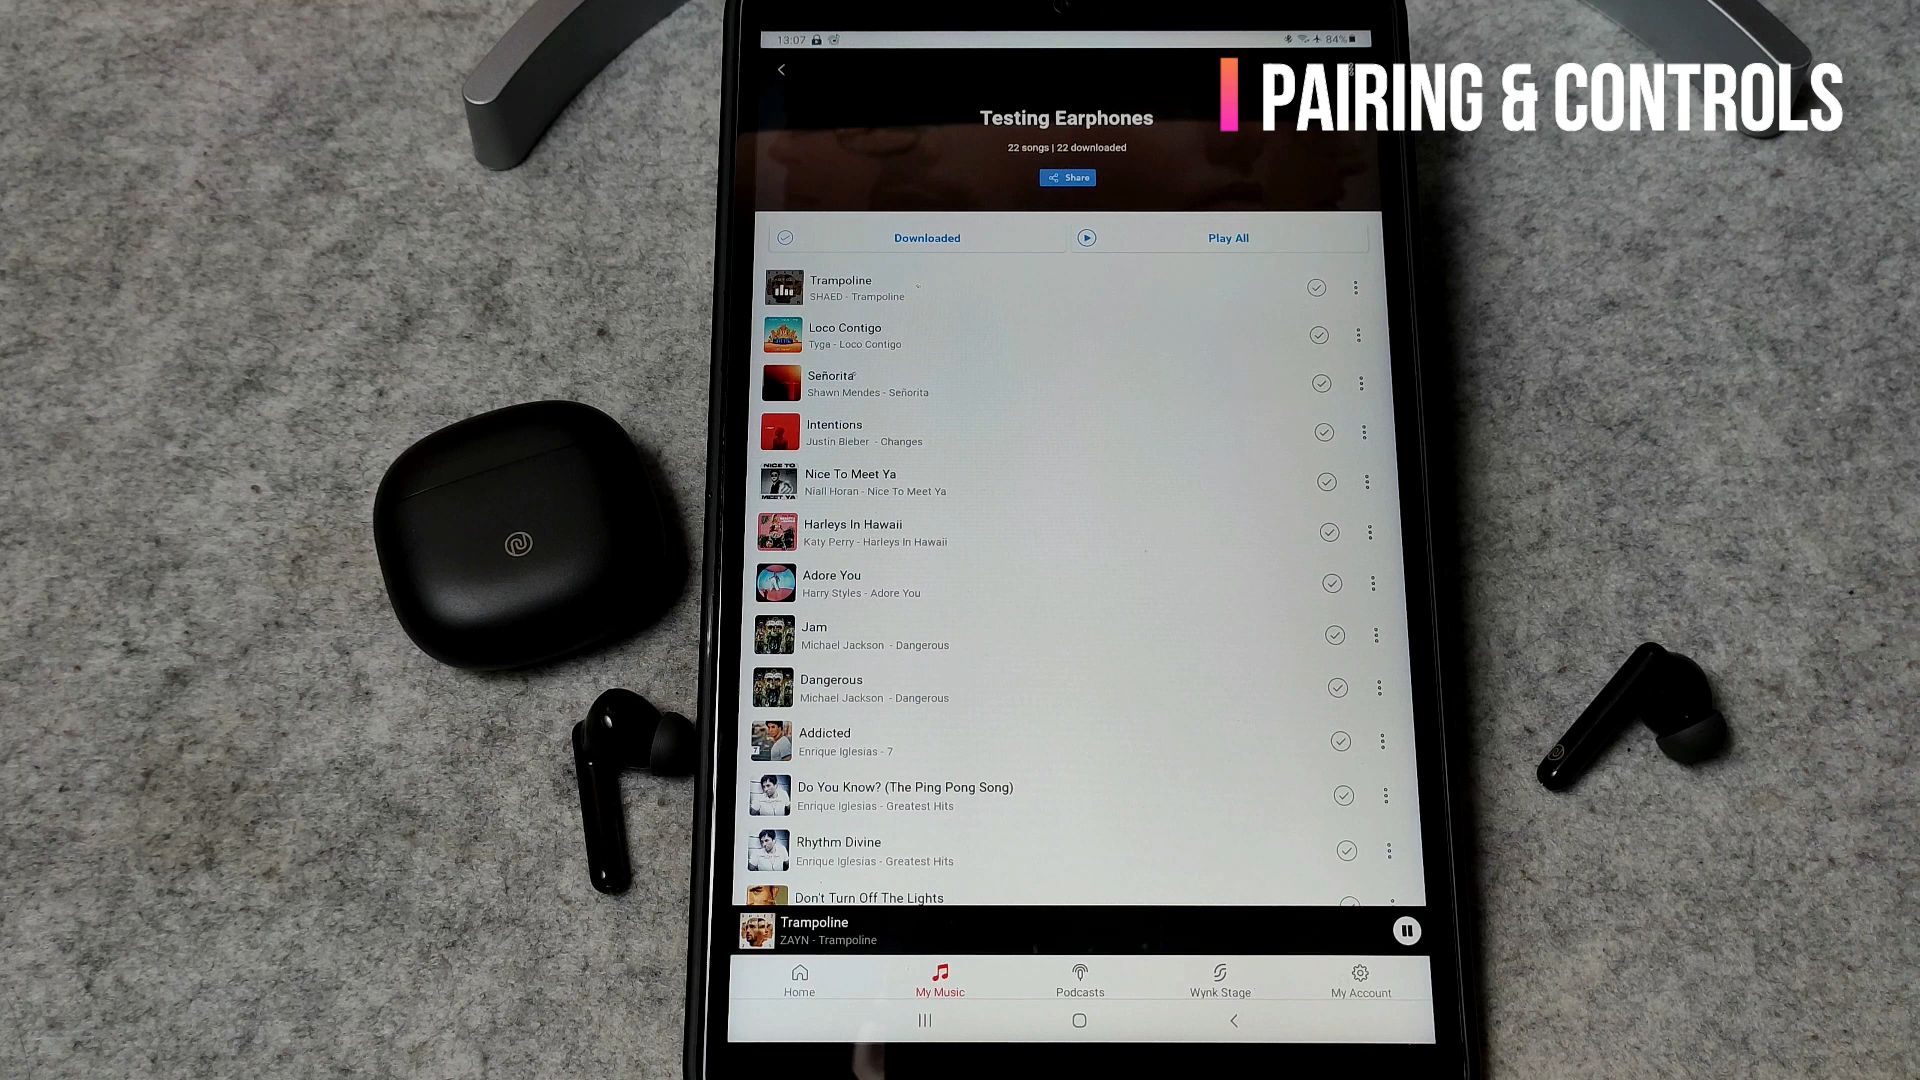 13:07
84%
PAIRING & CONTROLS
Testing Earphones
22 songs | 22 downloaded
Share
Downloaded
Play All
Trampoline
SHAED - Trampoline
Loco Contigo
Tyga - Loco Contigo
Señorita
Shawn Mendes - Señorita
Intentions
Justin Bieber - Changes
NICE TO
MEET YA
Nice To Meet Ya
Niall Horan - Nice To Meet Ya
Harleys In Hawaii
Katy Perry - Harleys In Hawaii
Adore You
Harry Styles - Adore You
Jam
Michael Jackson - Dangerous
Dangerous
Michael Jackson - Dangerous
Addicted
Enrique Iglesias - 7
Do You Know? (The Ping Pong Song)
Enrique Iglesias - Greatest Hits
Rhythm Divine
Enrique Iglesias - Greatest Hits
Don't Turn Off The Lights
Trampoline
ZAYN - Trampoline
Home
My Music
Podcasts
Wynk Stage
My Account